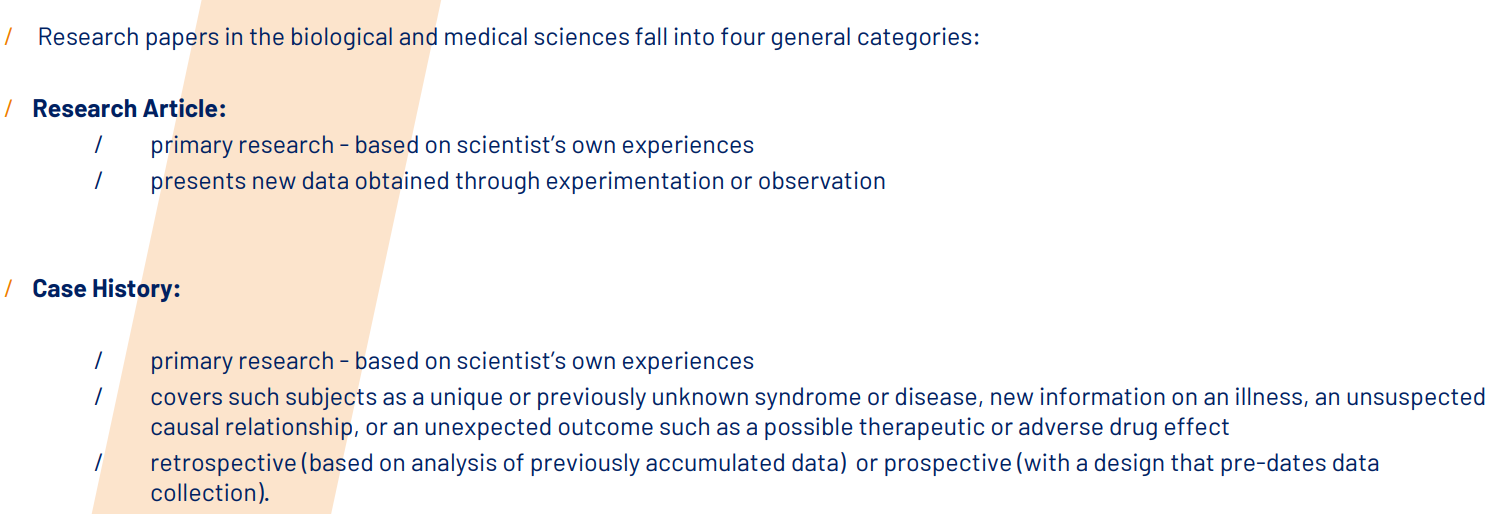 / Research papers in the biological and medical sciences fall into four general categories:
/ Research Article:
/ primary research - based on scientist's own experiences
/ presents new data obtained through experimentation or observation
/ Case History:
/ primary research - based on scientist's own experiences
/ covers such subjects as a unique or previously unknown syndrome or disease, new information on an illness, an unsuspected
causal relationship, or an unexpected outcome such as a possible therapeutic or adverse drug effect
/ retrospective (based on analysis of previously accumulated data) or prospective (with a design that pre-dates data
collection).